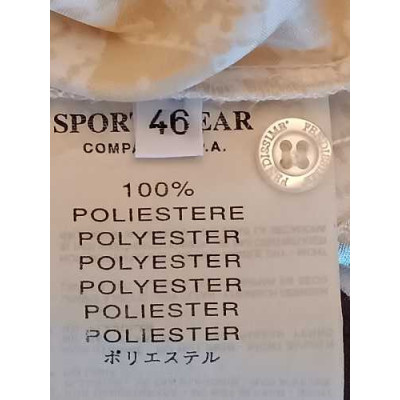 SPORT 46 EAR
COMPA .A.
100%
POLIESTERE
POLYESTER
POLYESTER
POLYESTER
POLIESTER
POLIESTER
ポリエステル